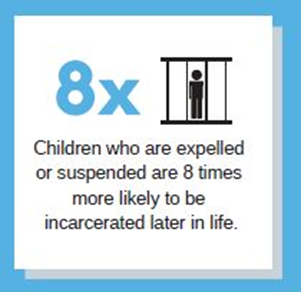 8x
Children who are expelled
or suspended are 8 times
more likely to be
incarcerated later in life.